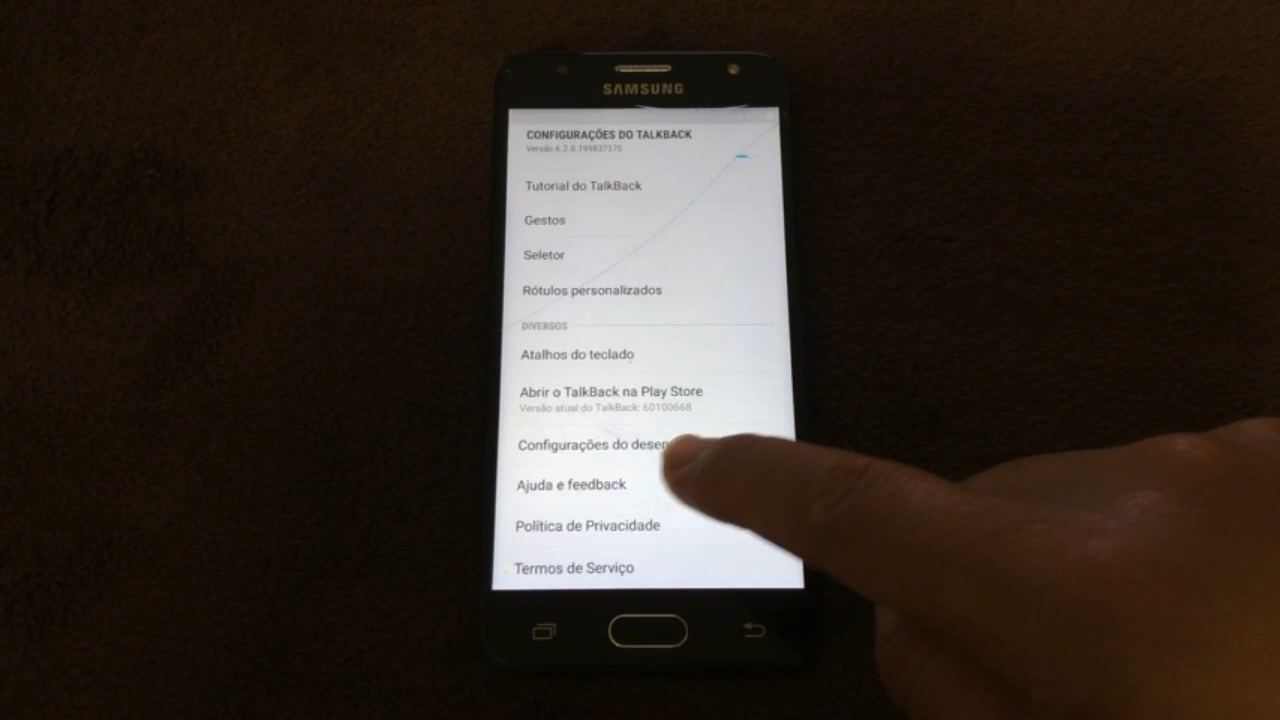 SAMSUNG
CONFIGURAÇÕES DO TALKBACK
Versão 6.2.0.199837370
Tutorial do TalkBack
Gestos
Seletor
Rótulos personalizados
DIVERSOS
Atalhos do teclado
Abrir o TalkBack na Play Store
Versão atual do TalkBack: 60100668
Configurações do desen
Ajuda e feedback
Política de Privacidade
Termos de Serviço